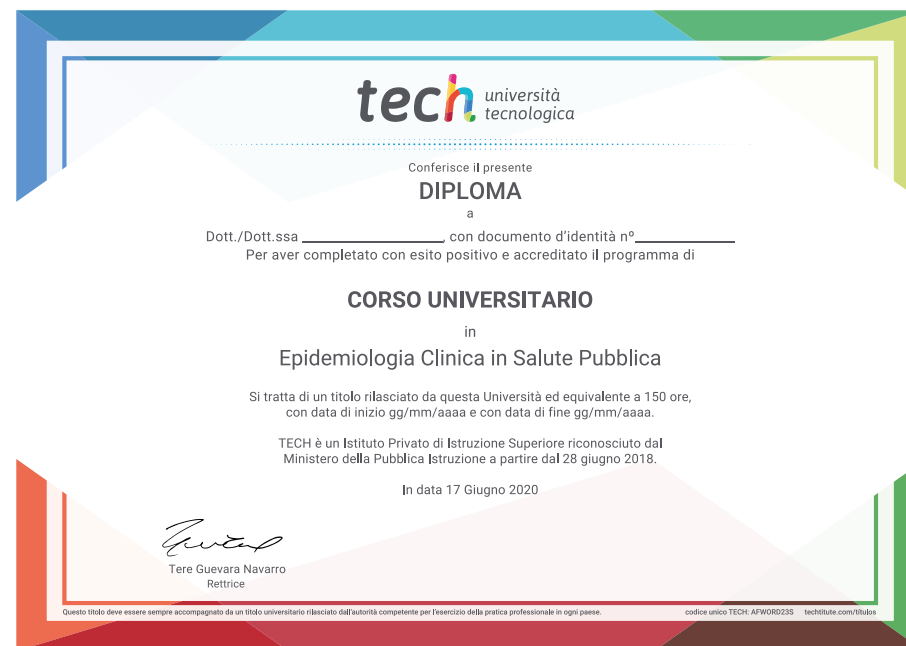 tech università
tecnologica
Conferisce il presente
DIPLOMA
a
Dott./Dott.ssa ____________________, con documento d'identità nº______________
Per aver completato con esito positivo e accreditato il programma di
CORSO UNIVERSITARIO
in
Epidemiologia Clinica in Salute Pubblica
Si tratta di un titolo rilasciato da questa Università ed equivalente a 150 ore,
con data di inizio gg/mm/aaaa e con data di fine gg/mm/aaaa.
TECH è un Istituto Privato di Istruzione Superiore riconosciuto dal
Ministero della Pubblica Istruzione a partire dal 28 giugno 2018.
In data 17 Giugno 2020
Tere Guevara Navarro
Rettrice
Questo titolo deve essere sempre accompagnato da un titolo universitario rilasciato dall'autorità competente per l'esercizio della pratica professionale in ogni paese. codice unico TECH: AFWORD23S techtitute.com/títulos